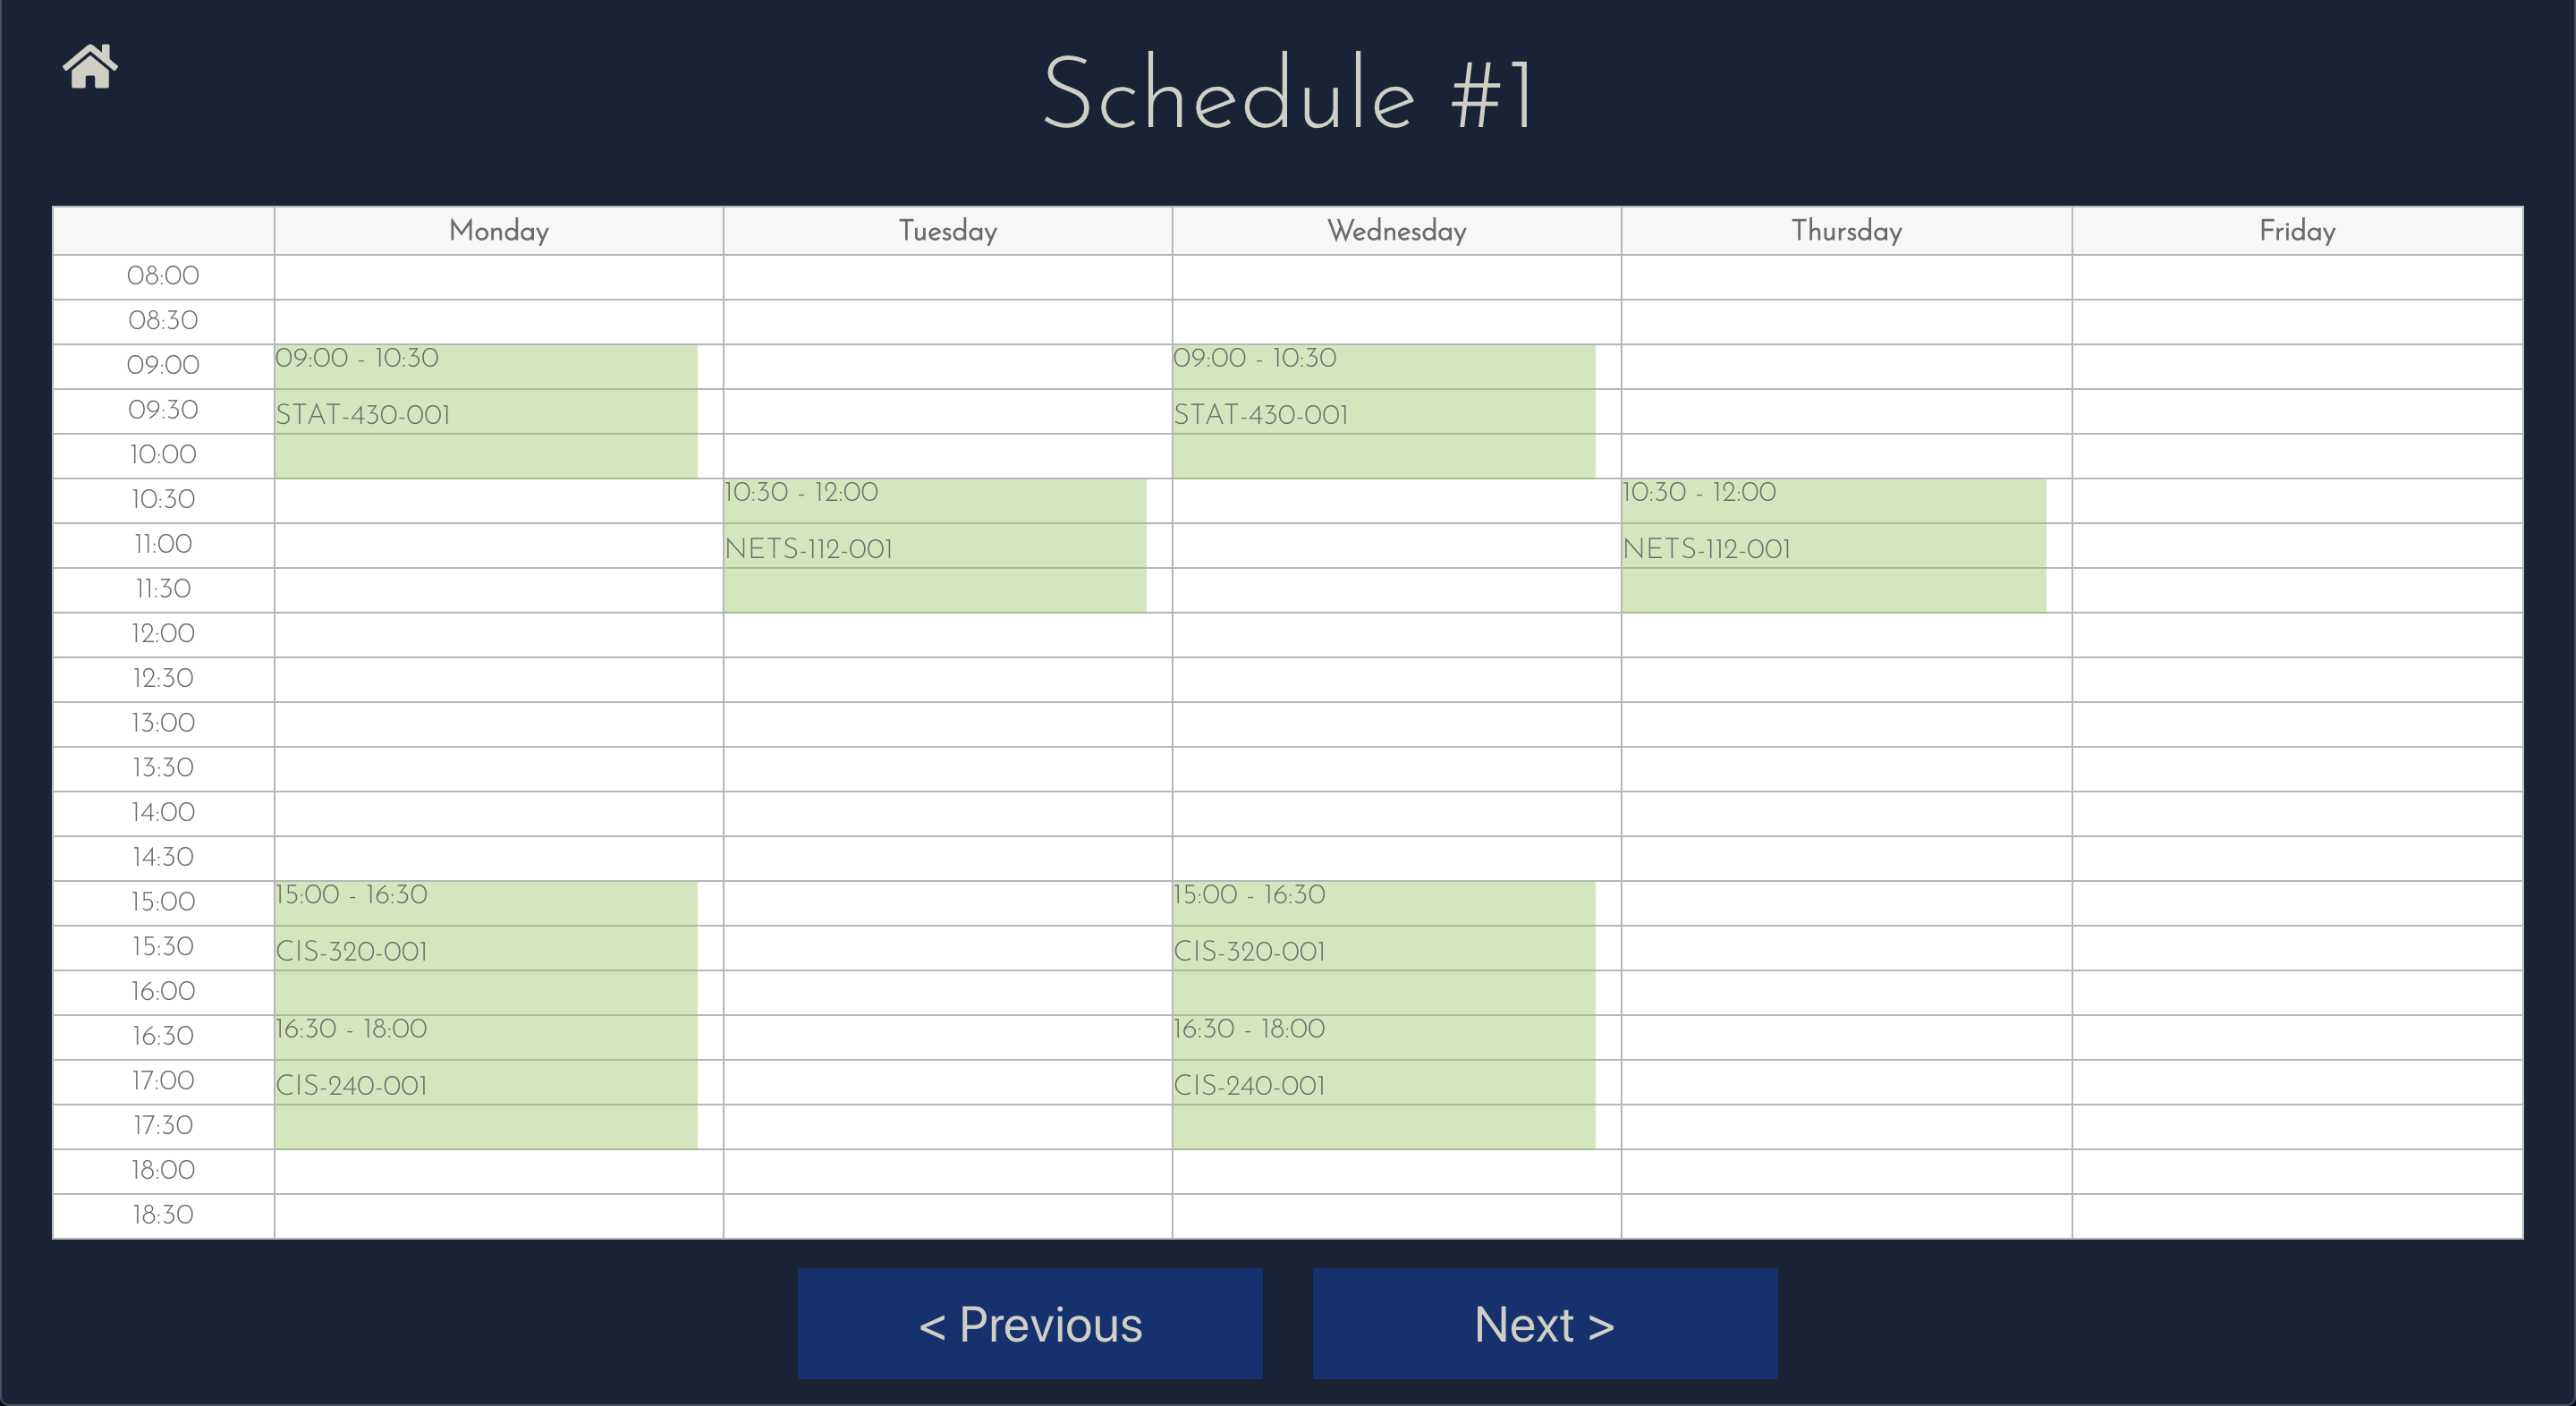 Schedule #1
Monday Tuesday Wednesday Thursday Friday
08:00
08:30
09:00 09:00 - 10:30 09:00 - 10:30
09:30 STAT-430-001 STAT-430-001
10:00
10:30 10:30 - 12:00 10:30 - 12:00
11:00 NETS-112-001 NETS-112-001
11:30
12:00
12:30
13:00
13:30
14:00
14:30
15:00 15:00 - 16:30 15:00 - 16:30
15:30 CIS-320-001 CIS-320-001
16:00
16:30 16:30 - 18:00 16:30 - 18:00
17:00 CIS-240-001 CIS-240-001
17:30
18:00
18:30
< Previous Next >